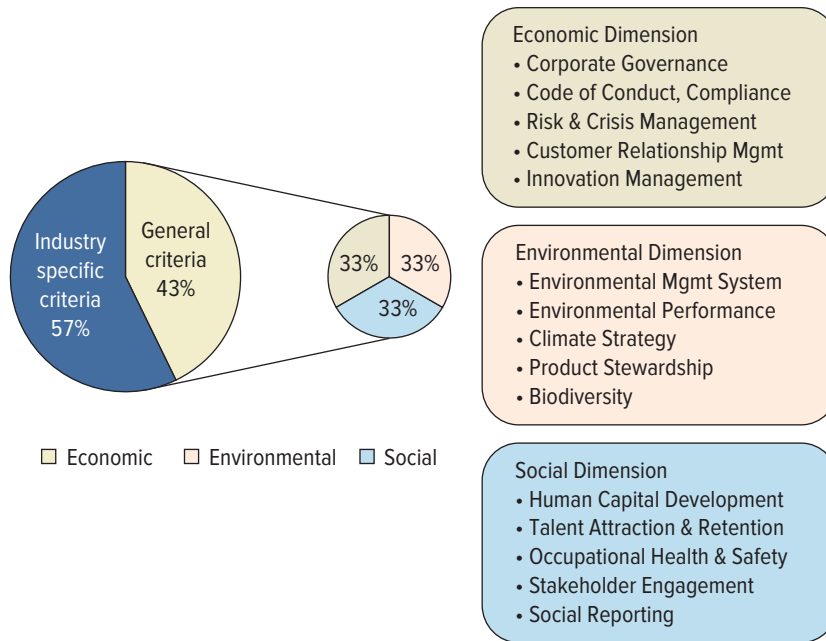 Industry
specific
criteria
57%
General
criteria
43%
33%
33%
33%
Economic
Environmental
Social
Economic Dimension
• Corporate Governance
• Code of Conduct, Compliance
• Risk & Crisis Management
• Customer Relationship Mgmt
• Innovation Management
Environmental Dimension
• Environmental Mgmt System
• Environmental Performance
• Climate Strategy
• Product Stewardship
• Biodiversity
Social Dimension
• Human Capital Development
• Talent Attraction & Retention
• Occupational Health & Safety
• Stakeholder Engagement
• Social Reporting